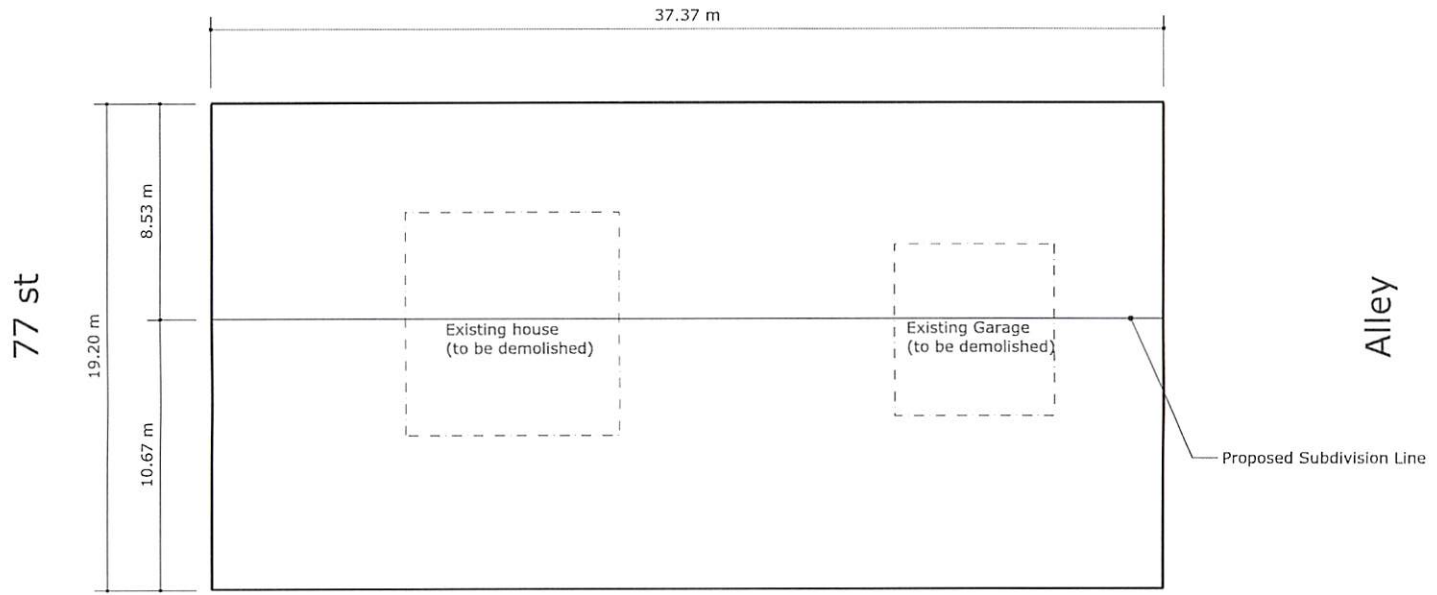 37.37 m
77 st
19.20 m
8.53 m
10.67 m
Existing house
(to be demolished)
Existing Garage
(to be demolished)
Alley
Proposed Subdivision Line